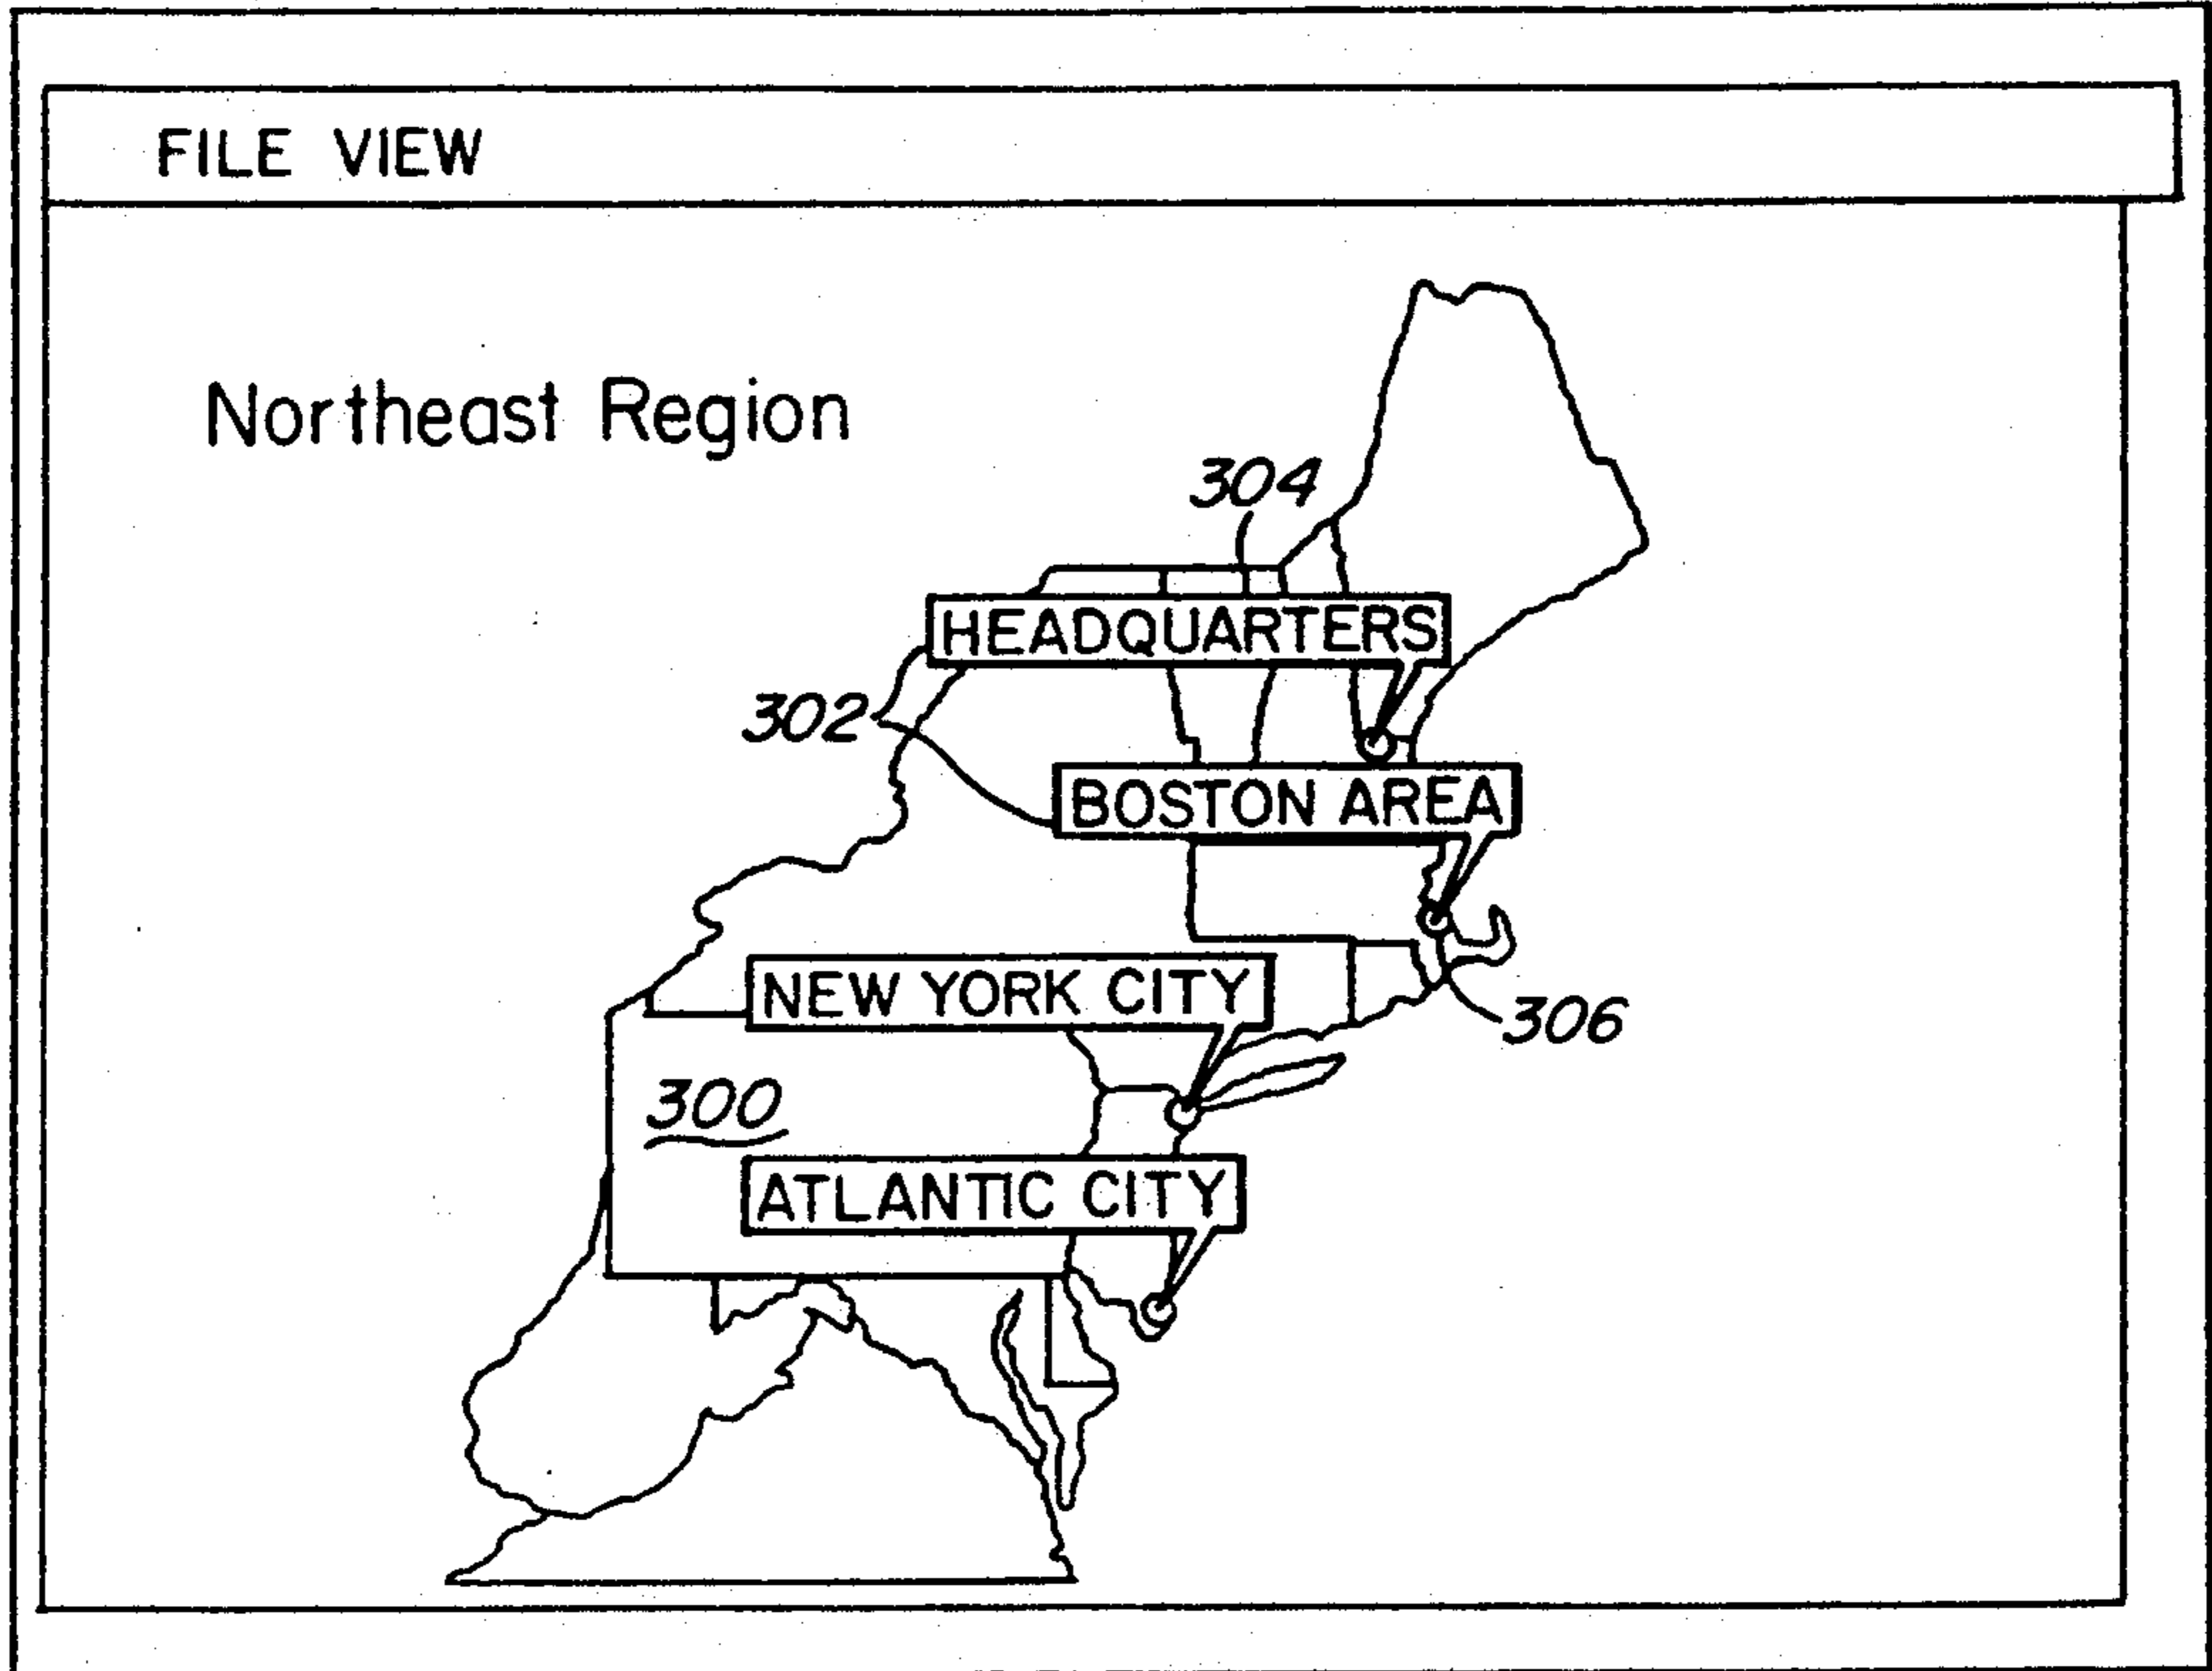 FILE VIEW
Northeast Region
304
HEADQUARTERS
302
BOSTON AREA
NEW YORK CITY
306
300
ATLANTIC CITY